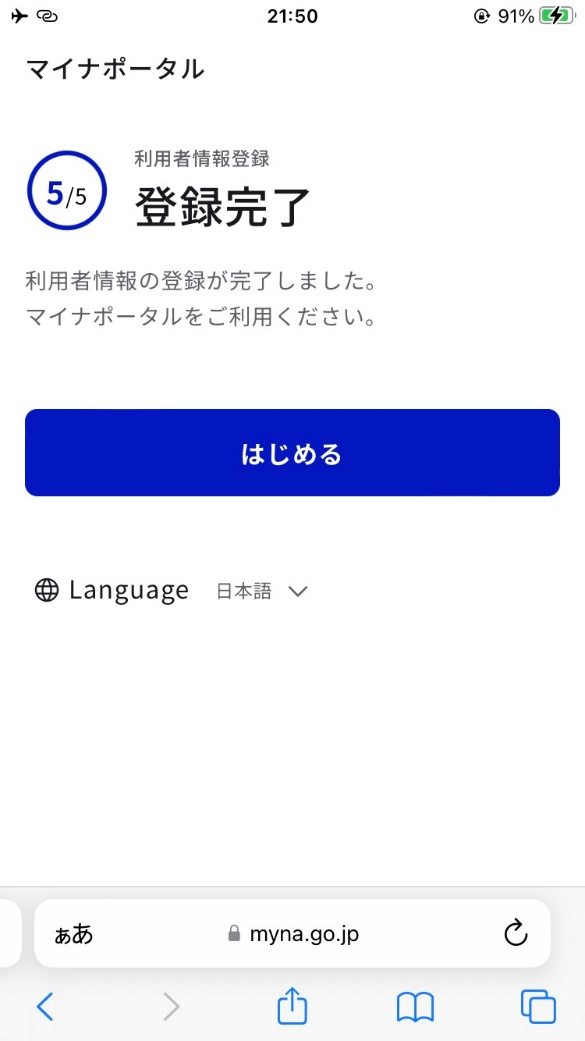 21:50
91%
マイナポータル
利用者情報登録
5/5
登録完了
利用者情報の登録が完了しました。
マイナポータルをご利用ください。
はじめる
Language 日本語
ぁあ myna.go.jp